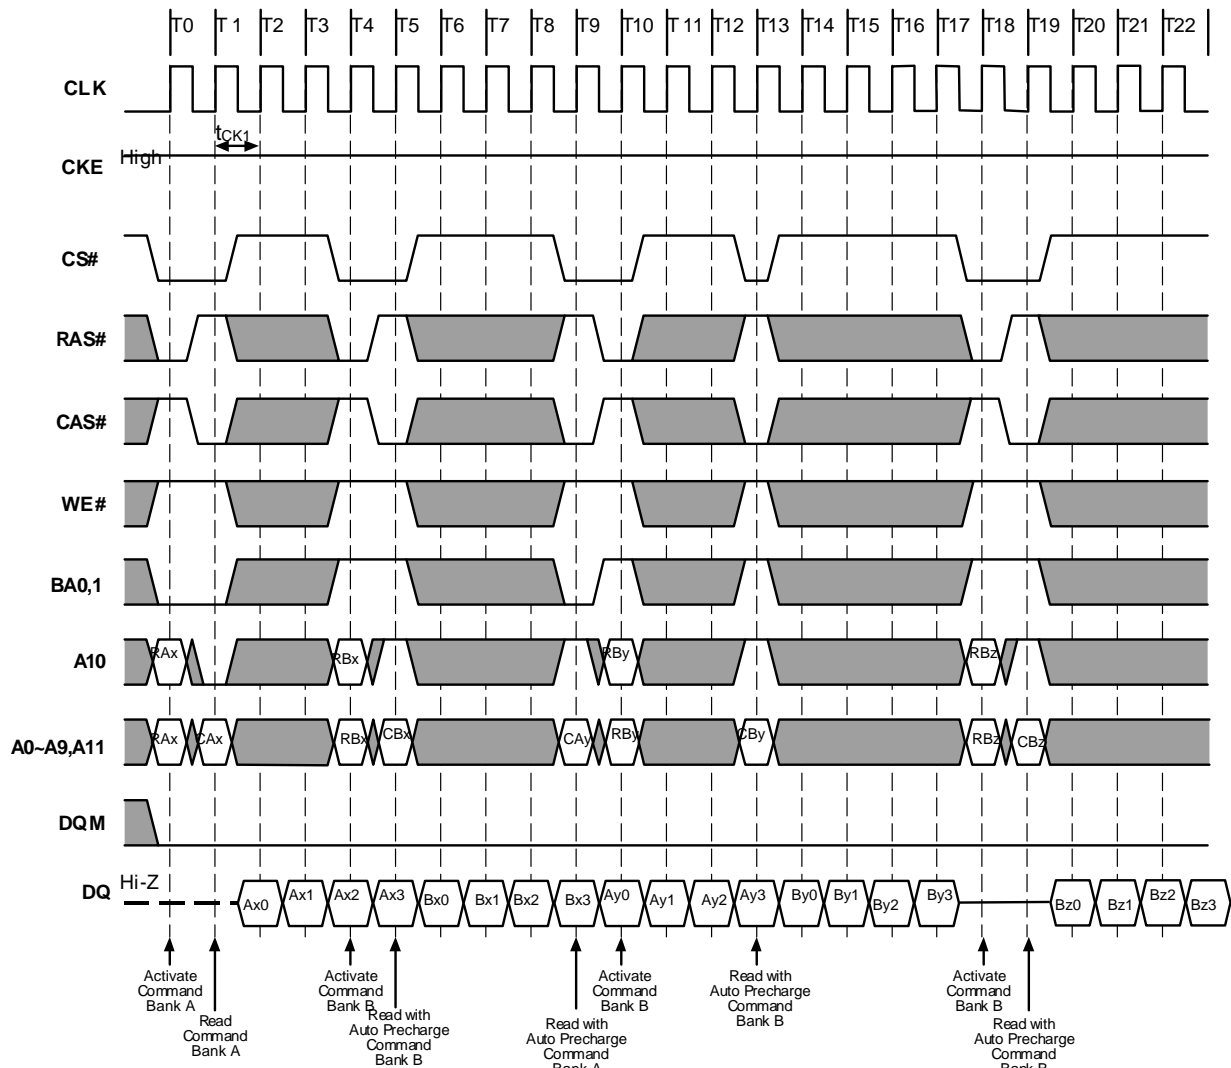 T0 T 1 T2 T3 T4 T5 T6 T7 T8 T9 T10 T 11 T12 T13 T14 T15 T16 T17 T18 T19 T20 T21 T22
CLK
tCK1
High
CKE
CS#
RAS#
CAS#
WE#
BA0,1
A10
RAx RBx RBy RBz
A0~A9,A11
RAx CAx RBx CBx CAy RBy CBy RBz CBz
DQM
Hi-Z
DQ
Ax0 Ax1 Ax2 Ax3 Bx0 Bx1 Bx2 Bx3 Ay0 Ay1 Ay2 Ay3 By0 By1 By2 By3 Bz0 Bz1 Bz2 Bz3
Activate
Command
Bank A
Read
Command
Bank A
Activate
Command
Bank B
Read with
Auto Precharge
Command
Bank B
Read with
Auto Precharge
Command
Bank A
Activate
Command
Bank B
Read with
Auto Precharge
Command
Bank B
Activate
Command
Bank B
Read with
Auto Precharge
Command
Bank B